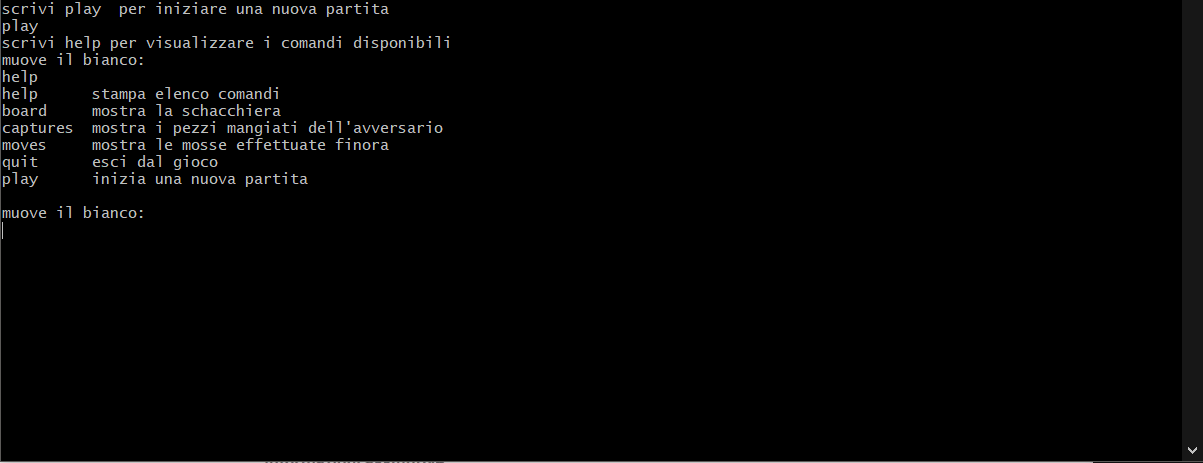 scrivi play  per iniziare una nuova partita
play
scrivi help per visualizzare i comandi disponibili
muove il bianco:
help
help      stampa elenco comandi
board     mostra la schacchiera
captures  mostra i pezzi mangiati dell'avversario
moves     mostra le mosse effettuate finora
quit      esci dal gioco
play      inizia una nuova partita
muove il bianco: